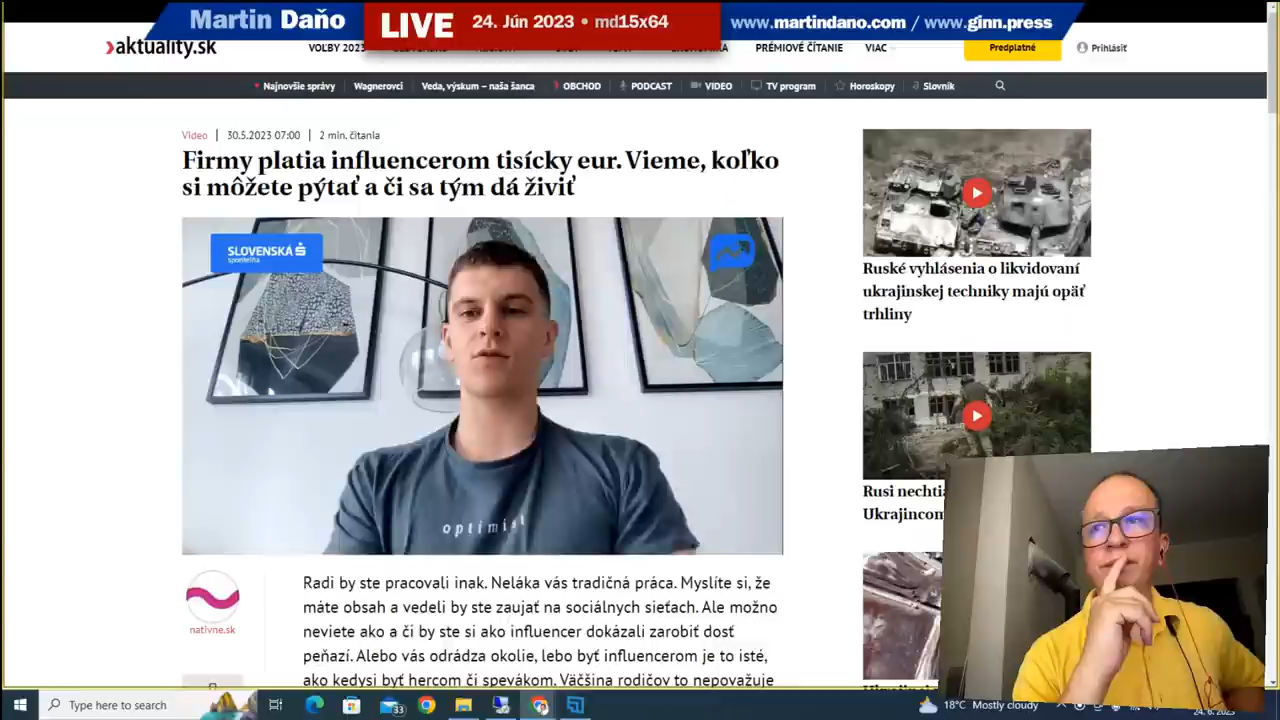 Martin Daňo
LIVE
24. Jún 2023 • md15x64
www.martindano.com / www.ginn.press
aktuality.sk
VOĽBY 2023
PRÉMIOVÉ ČÍTANIE
VIAC
Predplatné
Prihlásiť
Najnovšie správy
Wagnerovci
Veda, výskum – naša šanca
OBCHOD
PODCAST
VIDEO
TV program
Horoskopy
Slovník
Video | 30.5.2023 07:00 | 2 min. čítania
Firmy platia influencerom tisícky eur. Vieme, koľko
si môžete pýtať a či sa tým dá živiť
SLOVENSKÁ
sporiteľňa
optimist
Ruské vyhlásenia o likvidovaní
ukrajinskej techniky majú opäť
trhliny
Rusi nechti
Ukrajincom
nativne.sk
Radi by ste pracovali inak. Neláka vás tradičná práca. Myslíte si, že
máte obsah a vedeli by ste zaujať na sociálnych sieťach. Ale možno
neviete ako a či by ste si ako influencer dokázali zarobiť dosť
peňazí. Alebo vás odrádza okolie, lebo byť influencerom je to isté,
ako kedysi byť hercom či spevákom. Väčšina rodičov to nepovažuje
Type here to search
33
18°C Mostly cloudy